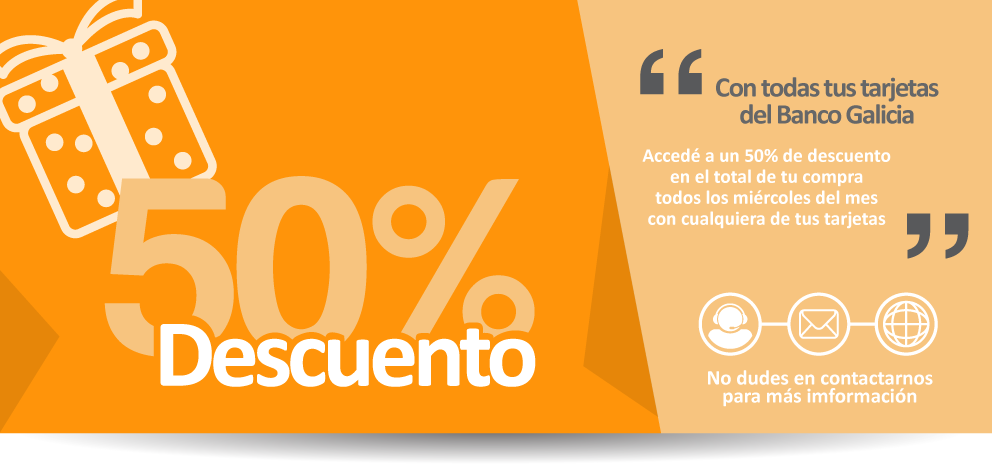 50%
Descuento
“ Con todas tus tarjetas
del Banco Galicia
Accedé a un 50% de descuento
en el total de tu compra
todos los miércoles del mes
con cualquiera de tus tarjetas ”
No dudes en contactarnos
para más imformación